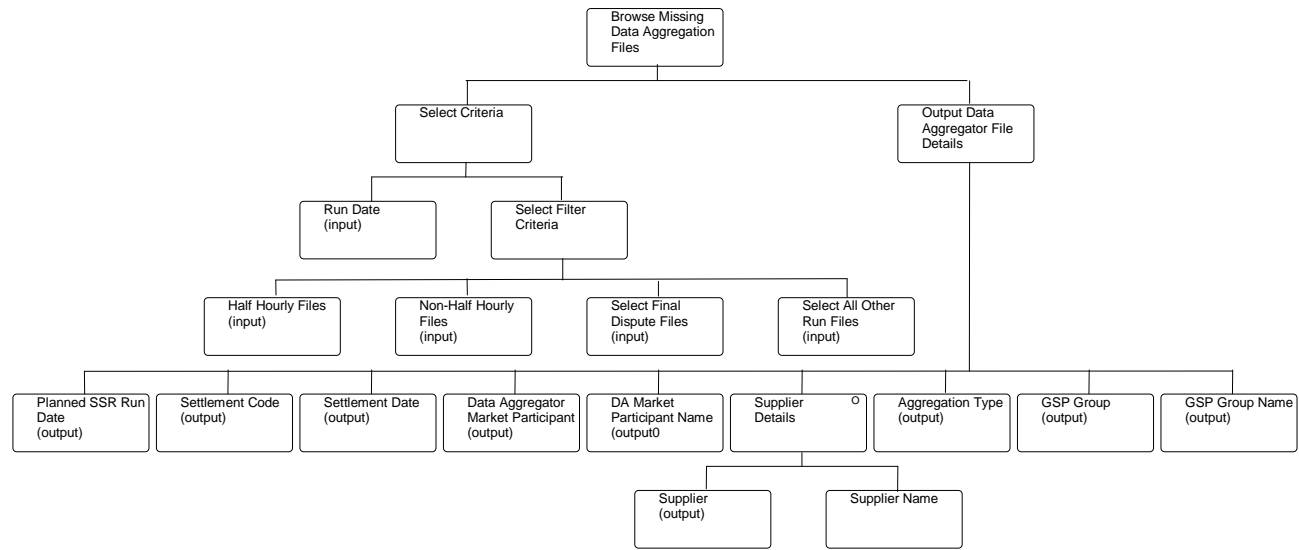 Browse Missing
Data Aggregation
Files
Select Criteria
Output Data
Aggregator File
Details
Run Date
(input)
Select Filter
Criteria
Half Hourly Files
(input)
Non-Half Hourly
Files
(input)
Select Final
Dispute Files
(input)
Select All Other
Run Files
(input)
Planned SSR Run
Date
(output)
Settlement Code
(output)
Settlement Date
(output)
Data Aggregator
Market Participant
(output)
DA Market
Participant Name
(output0
Supplier O
Details
Aggregation Type
(output)
GSP Group
(output)
GSP Group Name
(output)
Supplier
(output)
Supplier Name